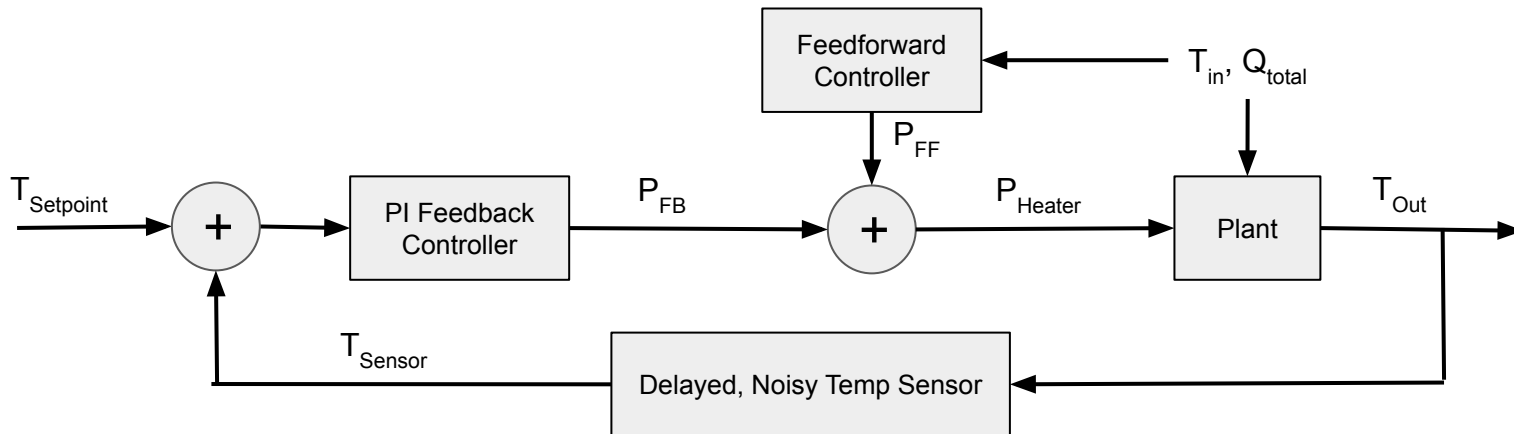 Feedforward
Controller
T_in, Q_total
P_FF
T_Setpoint
+
PI Feedback
Controller
P_FB
+
P_Heater
Plant
T_Out
T_Sensor
Delayed, Noisy Temp Sensor